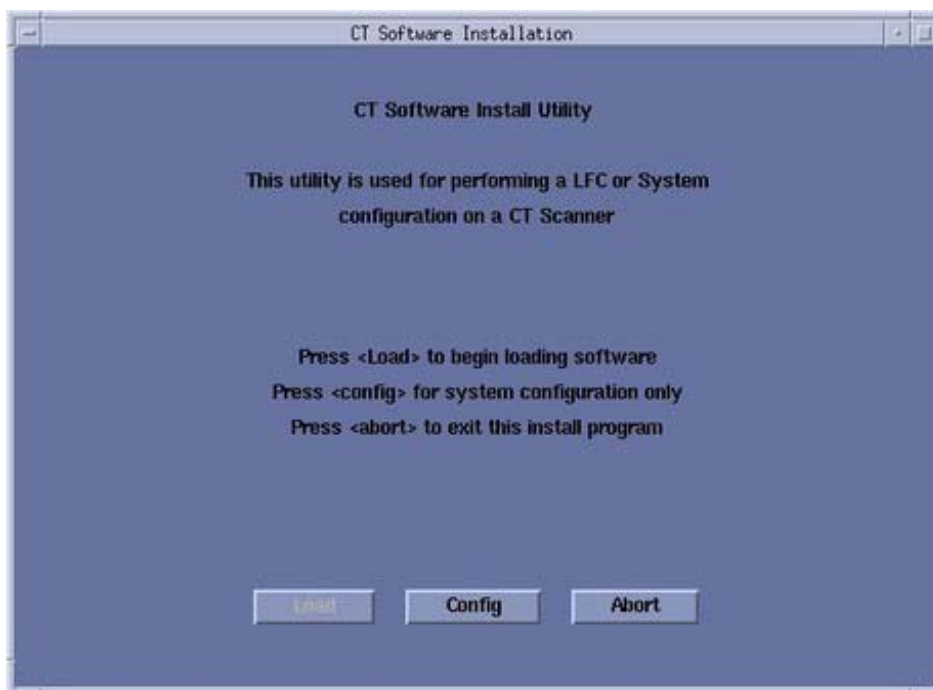 CT Software Installation
CT Software Install Utility
This utility is used for performing a LFC or System
configuration on a CT Scanner
Press <Load> to begin loading software
Press <config> for system configuration only
Press <abort> to exit this install program
Load Config Abort